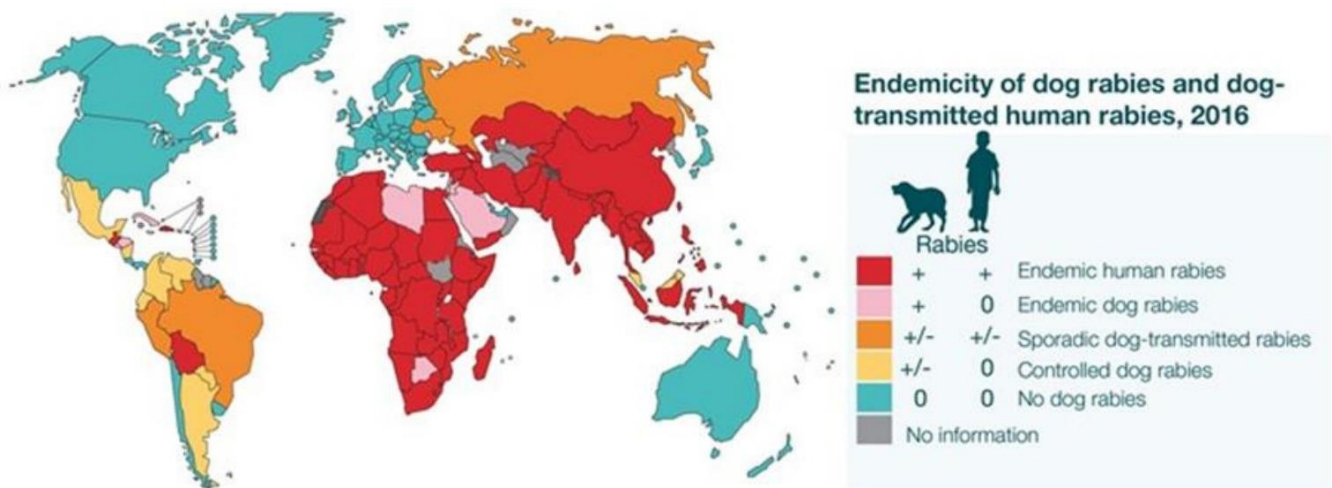 Endemicity of dog rabies and dog-
transmitted human rabies, 2016
Rabies
+ + Endemic human rabies
+ 0 Endemic dog rabies
+/- +/- Sporadic dog-transmitted rabies
+/- 0 Controlled dog rabies
0 0 No dog rabies
No information